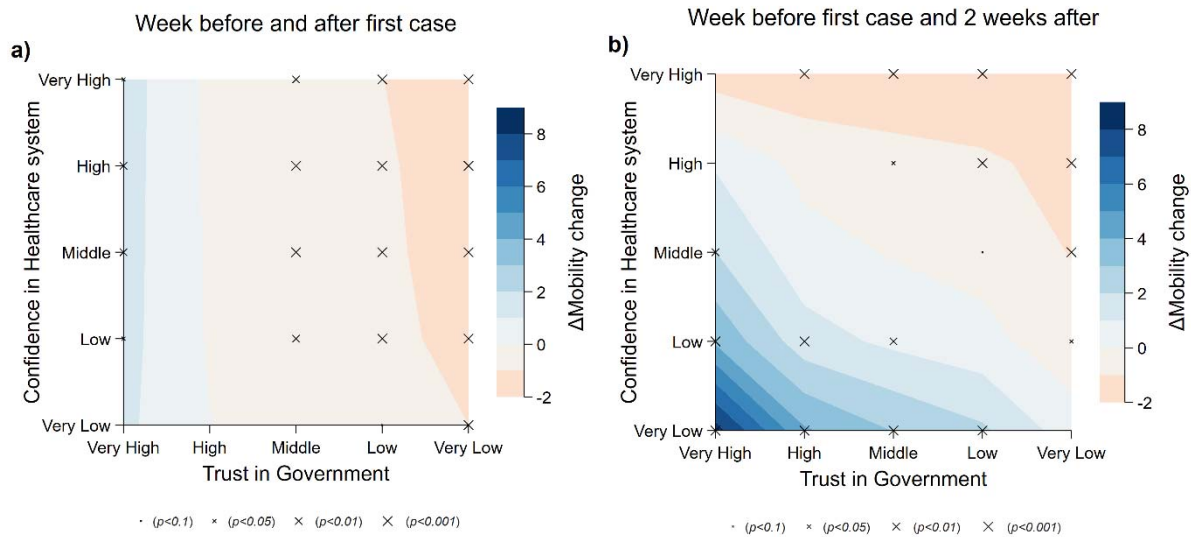 Week before and after first case
a)
Confidence in Healthcare system
Very High
High
Middle
Low
Very Low
Very High High Middle Low Very Low
Trust in Government
8
6
4
2
0
-2
ΔMobility change
(p<0.1) (p<0.05) (p<0.01) (p<0.001)
Week before first case and 2 weeks after
b)
Confidence in Healthcare system
Very High
High
Middle
Low
Very Low
Very High High Middle Low Very Low
Trust in Government
8
6
4
2
0
-2
ΔMobility change
(p<0.1) (p<0.05) (p<0.01) (p<0.001)